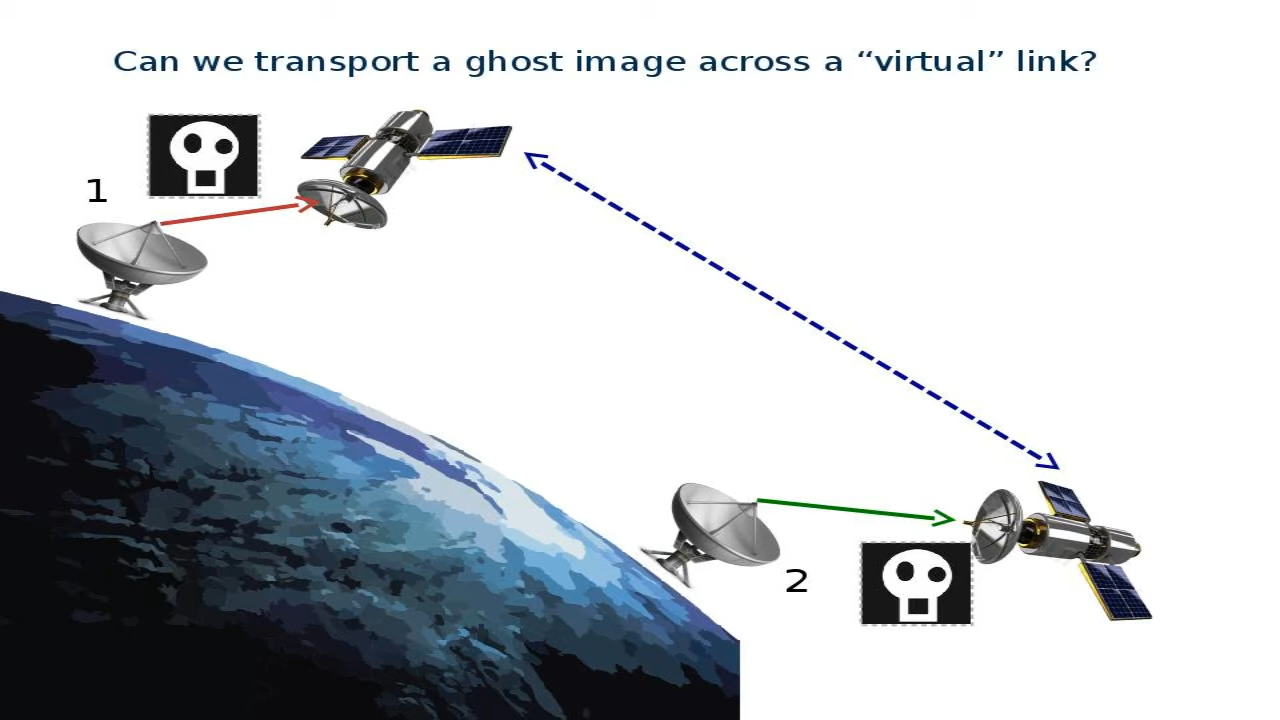 Can we transport a ghost image across a “virtual” link?
1
2